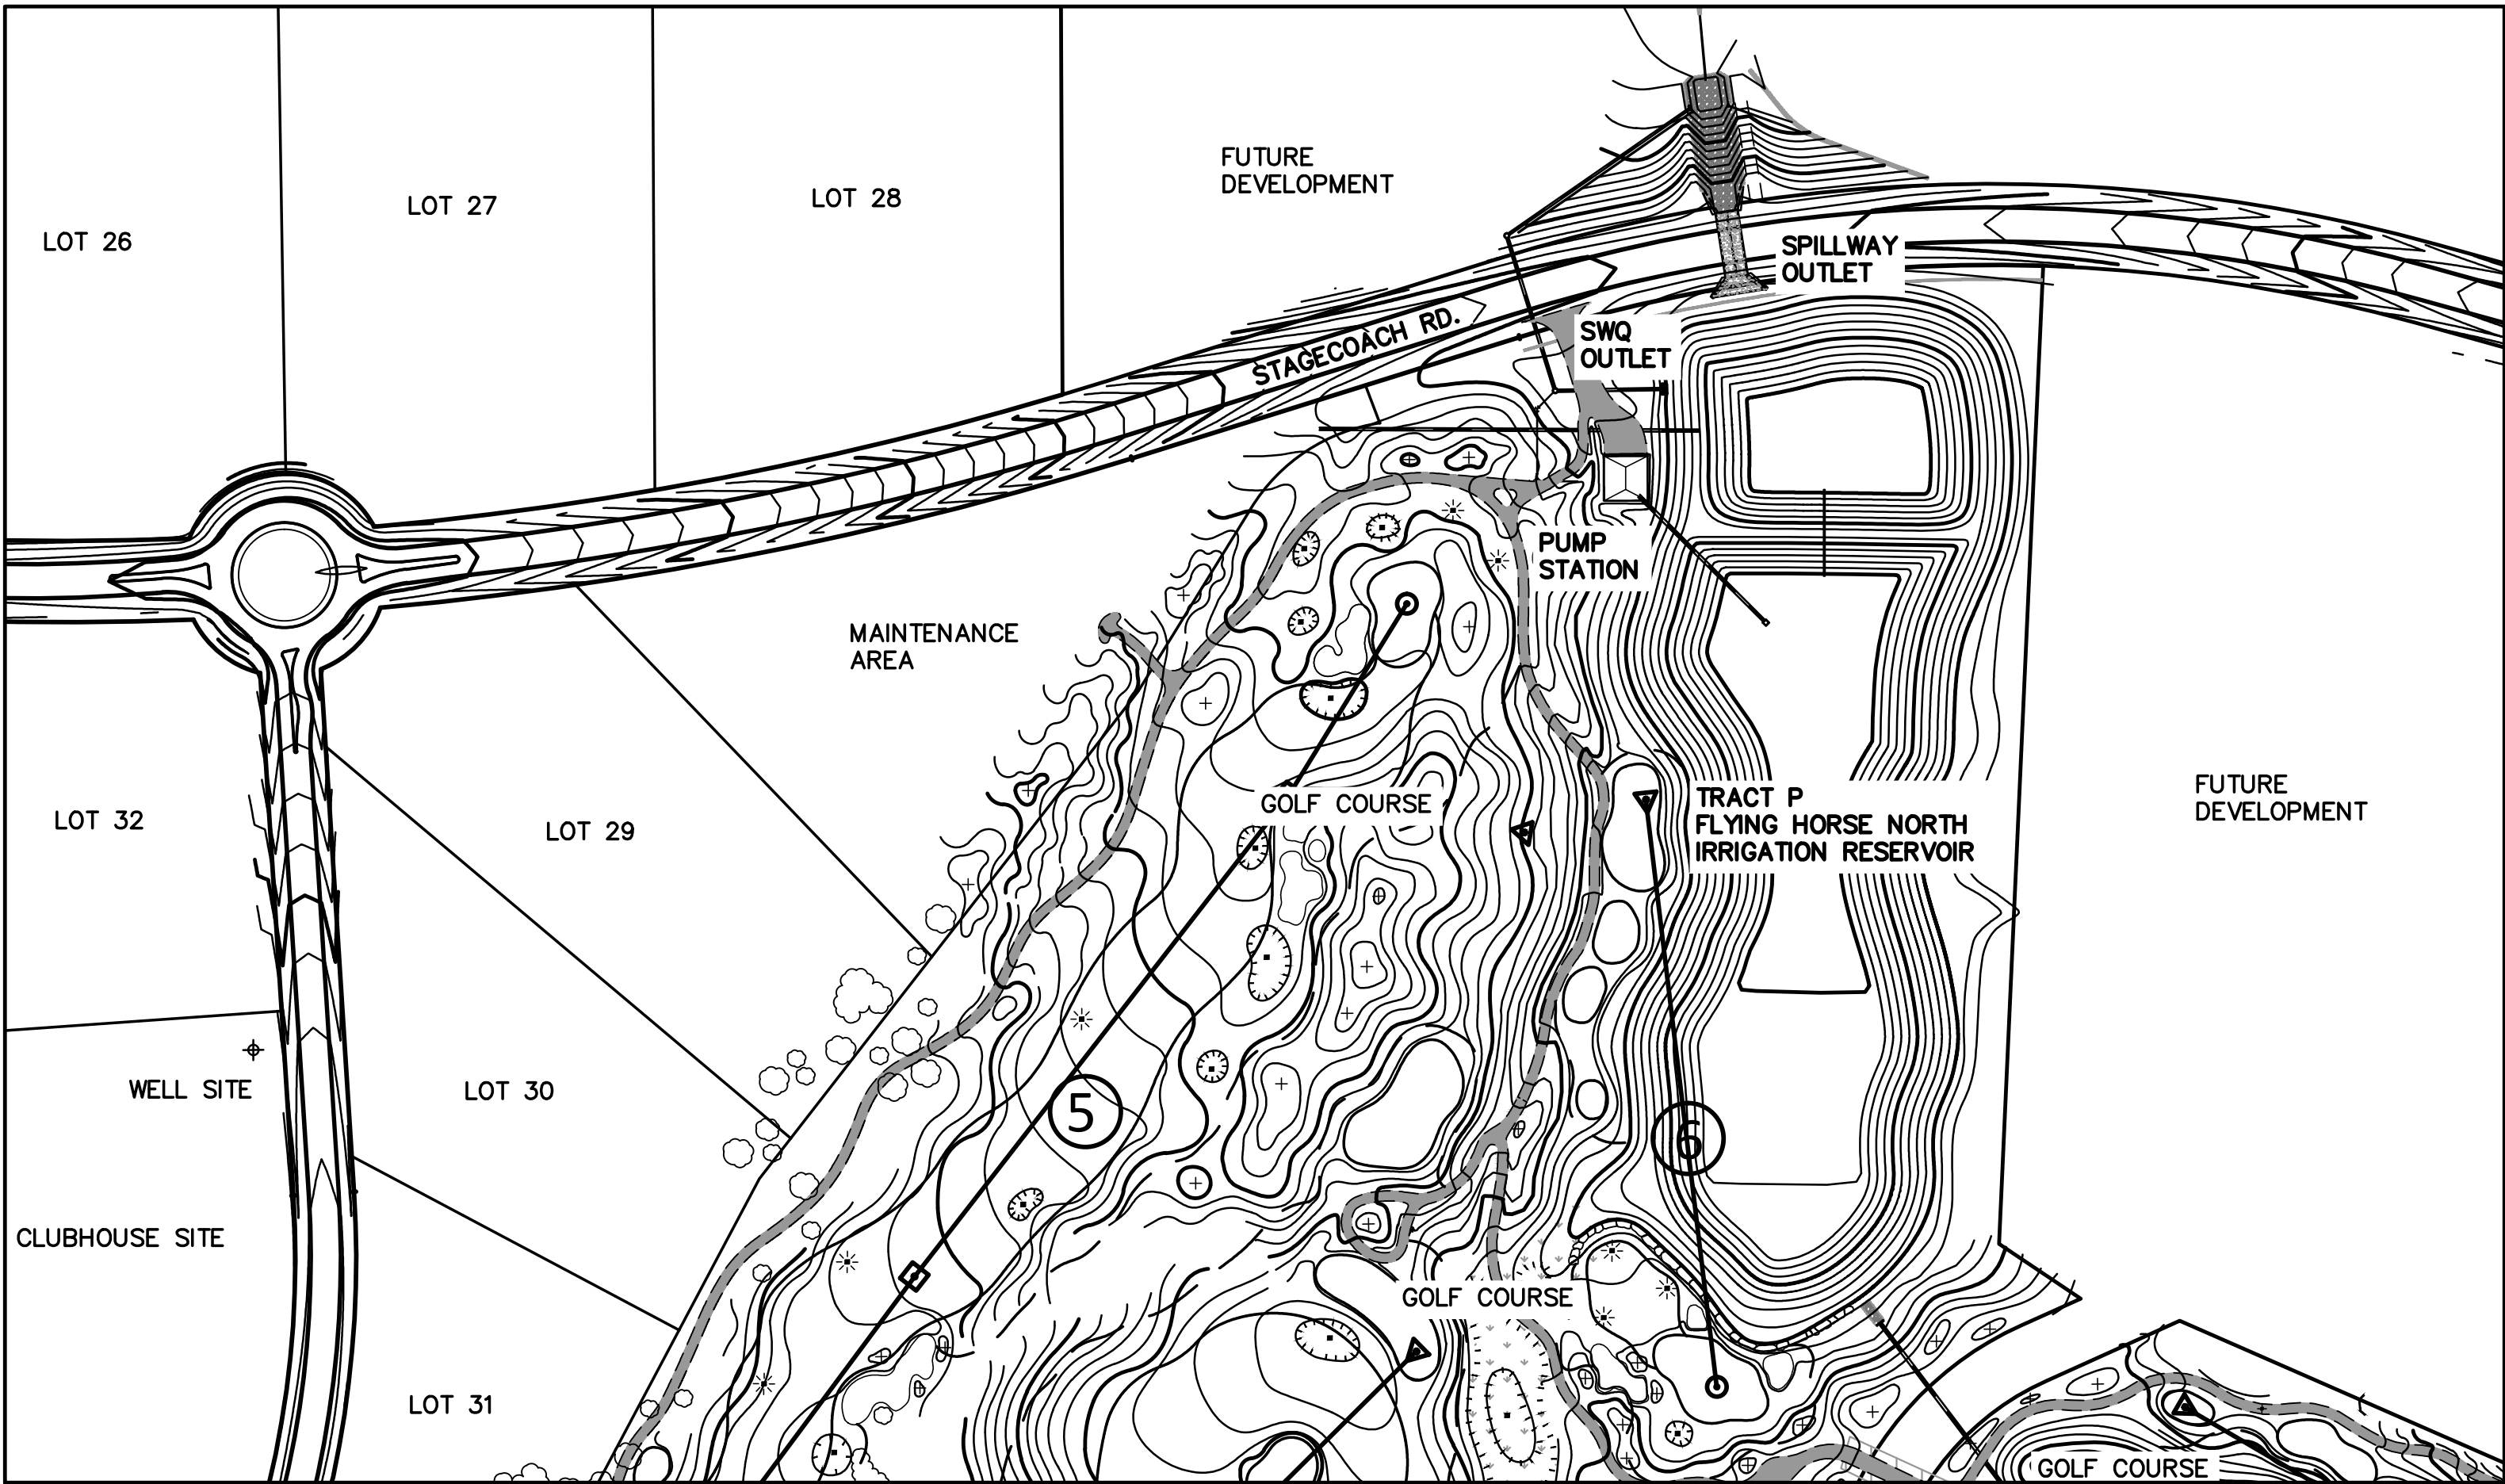 FUTURE
DEVELOPMENT
LOT 28
LOT 27
LOT 26
SPILLWAY
OUTLET
SWQ
OUTLET
STAGECOACH RD.
PUMP
STATION
MAINTENANCE
AREA
GOLF COURSE
TRACT P
FLYING HORSE NORTH
IRRIGATION RESERVOIR
FUTURE
DEVELOPMENT
LOT 32
LOT 29
WELL SITE
LOT 30
5
6
CLUBHOUSE SITE
GOLF COURSE
LOT 31
GOLF COURSE